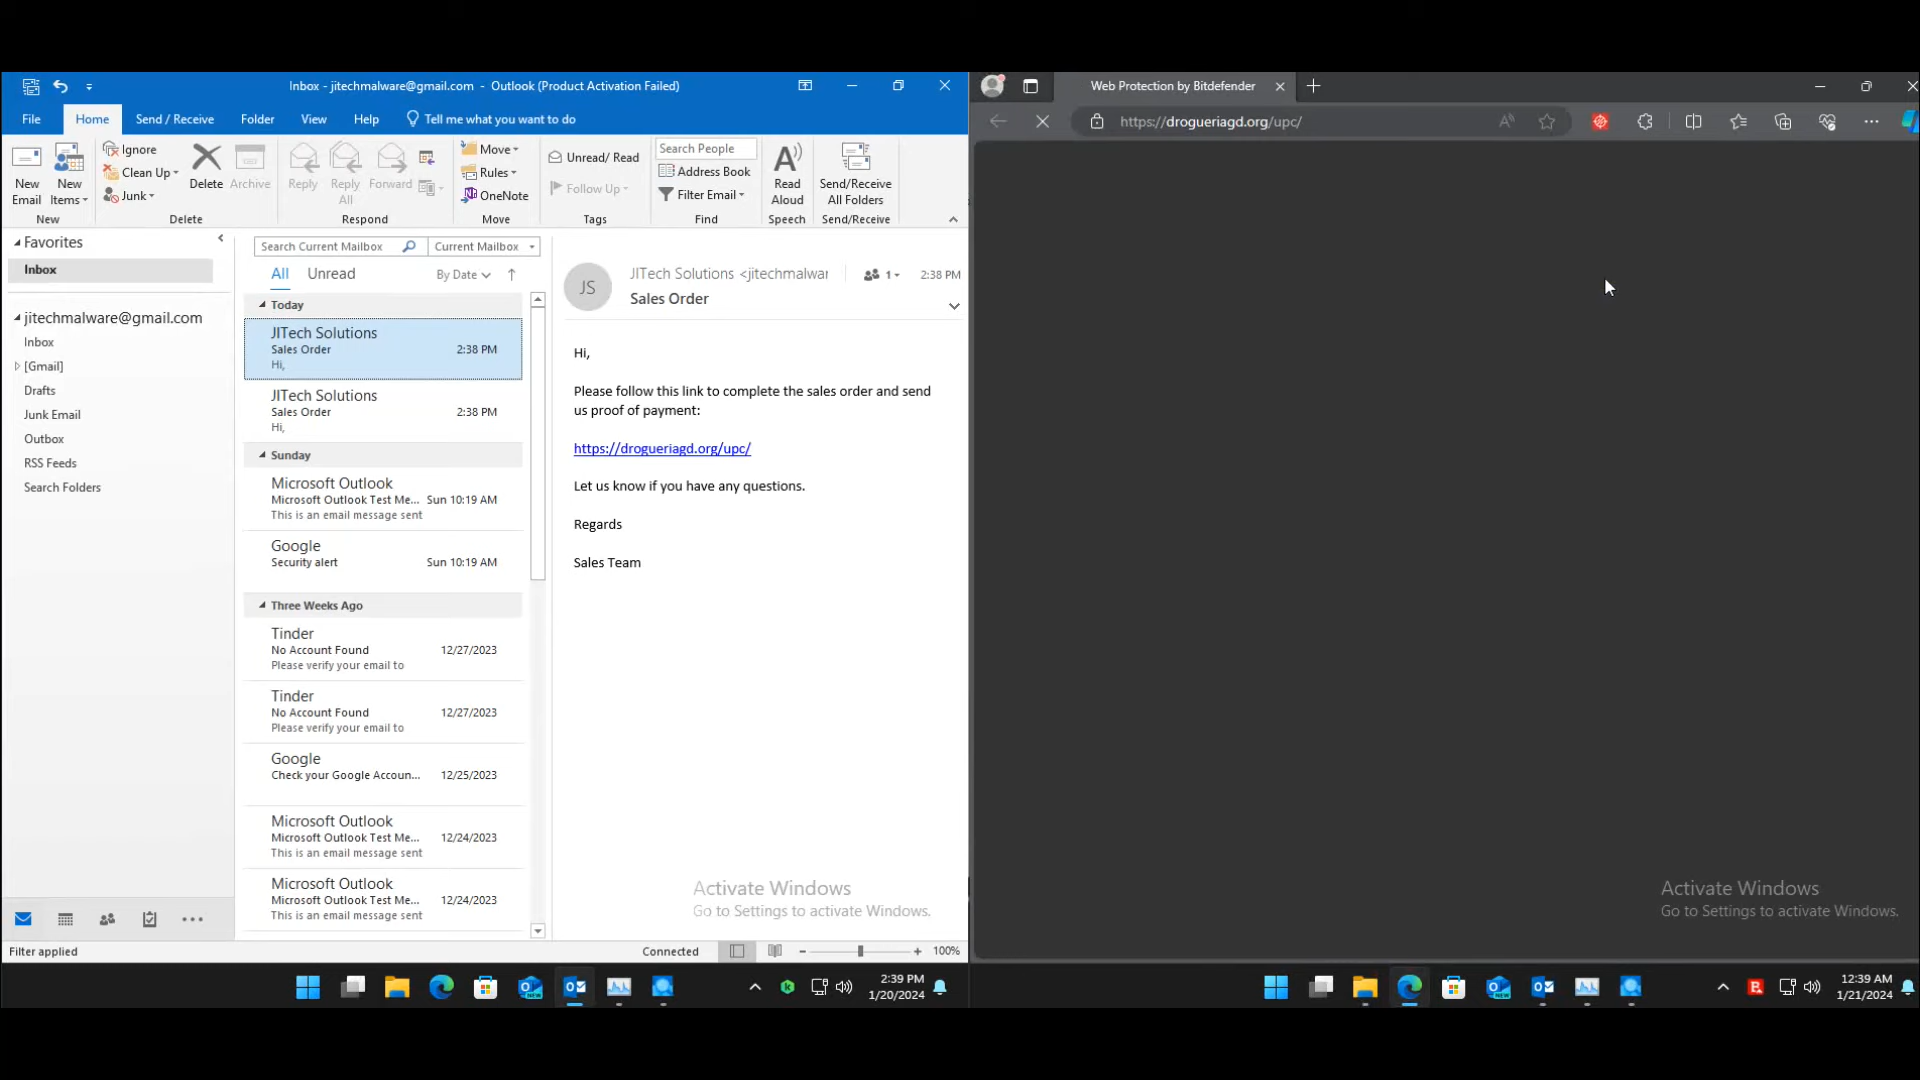 Inbox - jitechmalware@gmail.com - Outlook (Product Activation Failed)
File Home Send / Receive Folder View Help Tell me what you want to do
New Email
New Items
Ignore
Clean Up
Junk
Delete
Archive
Reply
Reply All
Forward
Move
Rules
OneNote
Unread/ Read
Follow Up
Search People
Address Book
Filter Email
A
Read Aloud
Send/Receive All Folders
New Delete Respond Move Tags Find Speech Send/Receive
Favorites
Inbox
jitechmalware@gmail.com
Inbox
[Gmail]
Drafts
Junk Email
Outbox
RSS Feeds
Search Folders
Search Current Mailbox Current Mailbox
All Unread By Date
Today
JITech Solutions
Sales Order 2:38 PM
Hi,
JITech Solutions
Sales Order 2:38 PM
Hi,
Sunday
Microsoft Outlook
Microsoft Outlook Test Me... Sun 10:19 AM
This is an email message sent
Google
Security alert Sun 10:19 AM
Three Weeks Ago
Tinder
No Account Found 12/27/2023
Please verify your email to
Tinder
No Account Found 12/27/2023
Please verify your email to
Google
Check your Google Accoun... 12/25/2023
Microsoft Outlook
Microsoft Outlook Test Me... 12/24/2023
This is an email message sent
Microsoft Outlook
Microsoft Outlook Test Me... 12/24/2023
This is an email message sent
JS
JITech Solutions <jitechmalwar 1 2:38 PM
Sales Order
Hi,
Please follow this link to complete the sales order and send
us proof of payment:
https://drogueriagd.org/upc/
Let us know if you have any questions.
Regards
Sales Team
Activate Windows
Go to Settings to activate Windows.
Filter applied Connected 100%
2:39 PM
1/20/2024
Web Protection by Bitdefender
https://drogueriagd.org/upc/
Activate Windows
Go to Settings to activate Windows.
12:39 AM
1/21/2024